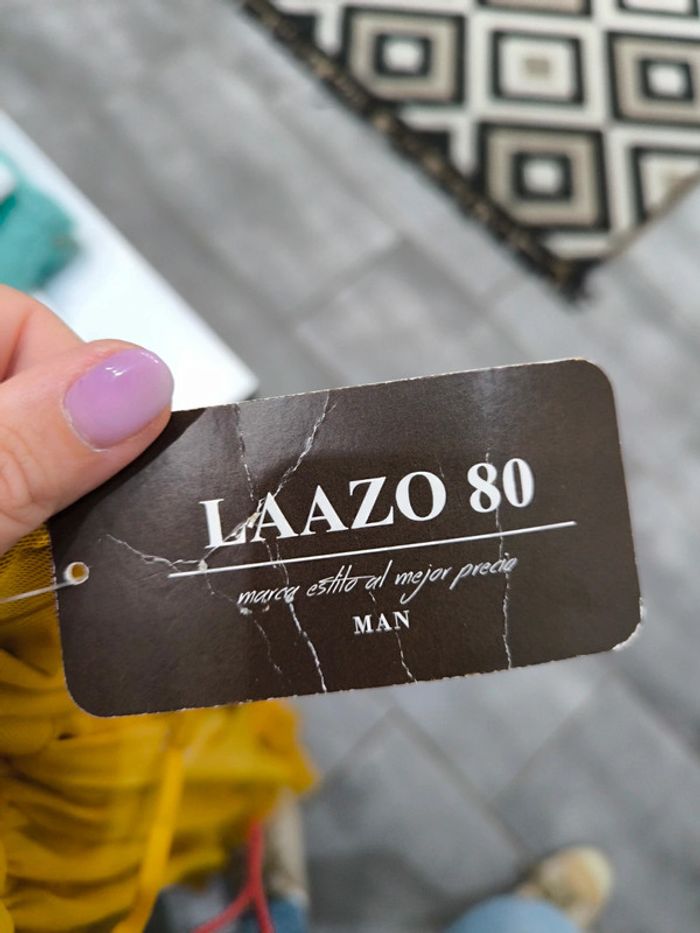 LAAZO 80
marca estilo al mejor precio
MAN